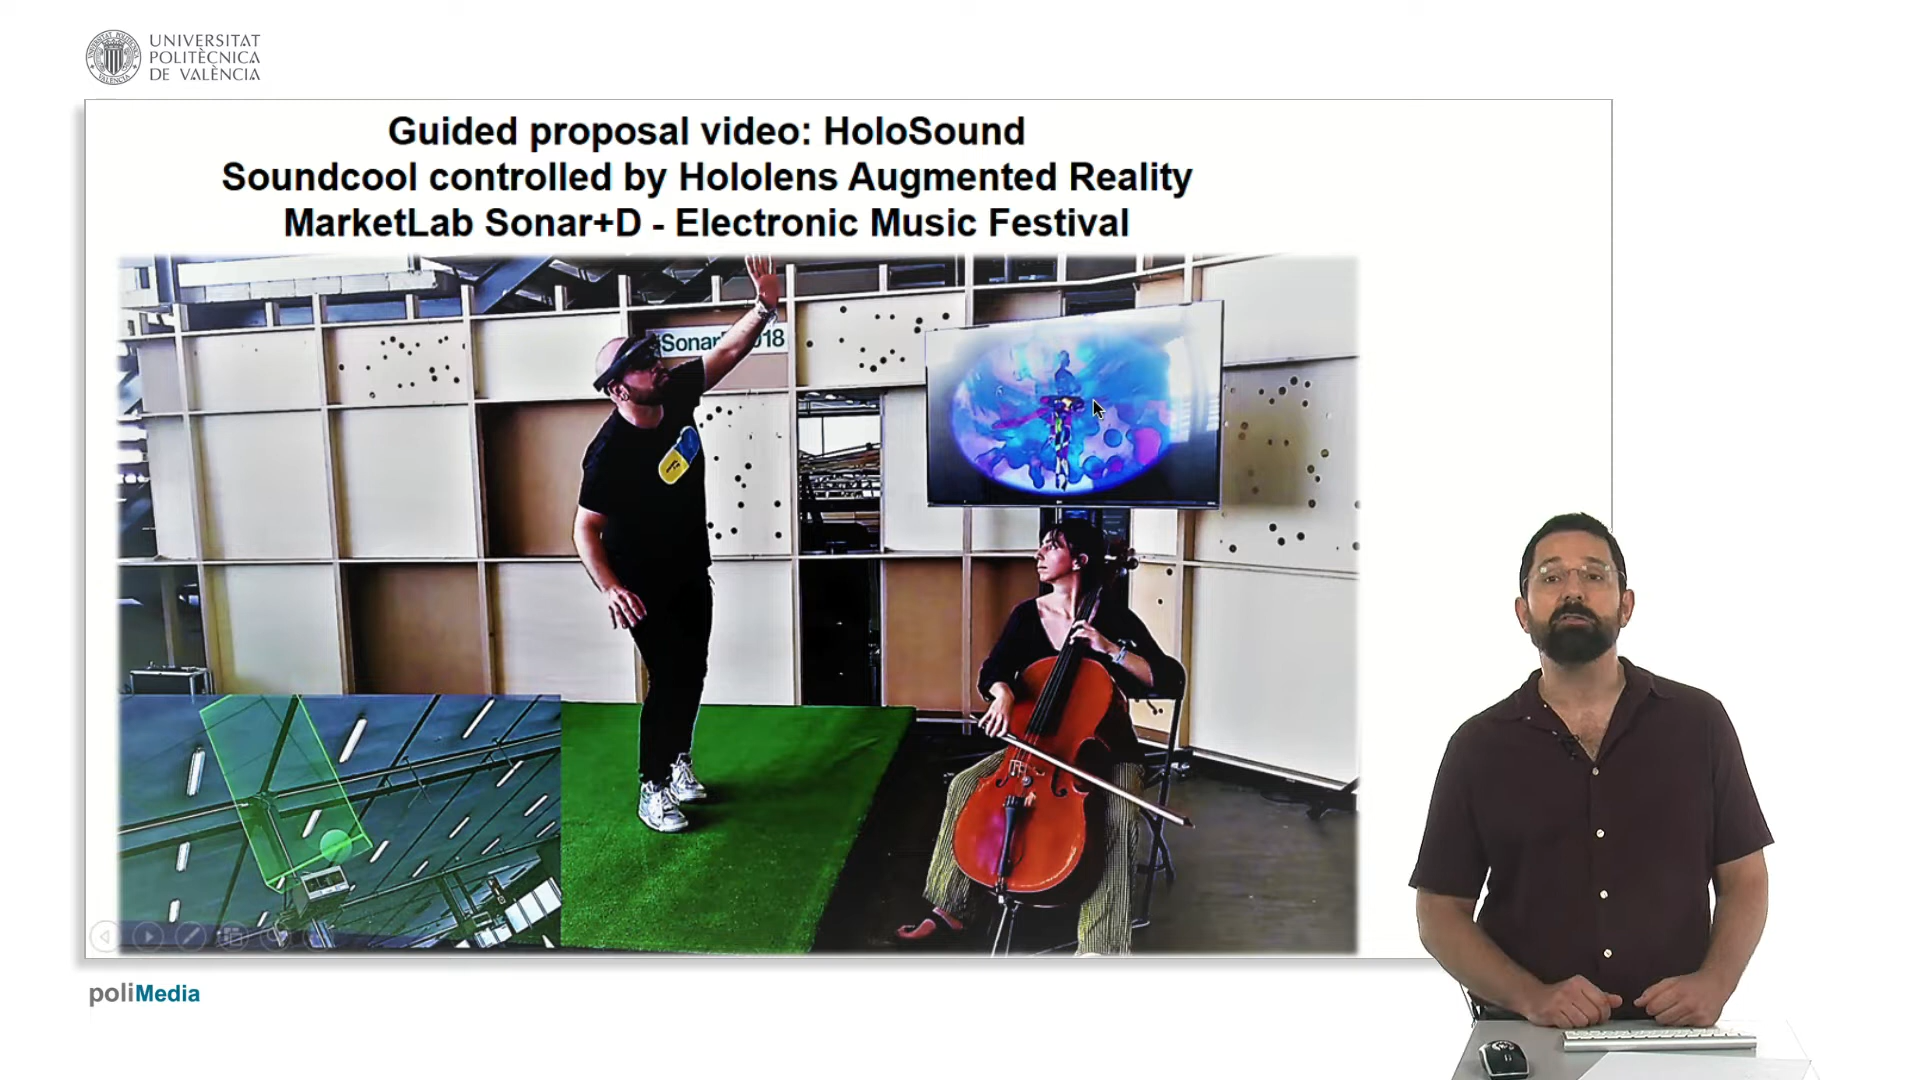 UNIVERSITAT
POLITÈCNICA
DE VALÈNCIA
Guided proposal video: HoloSound
Soundcool controlled by Hololens Augmented Reality
MarketLab Sonar+D - Electronic Music Festival
poliMedia